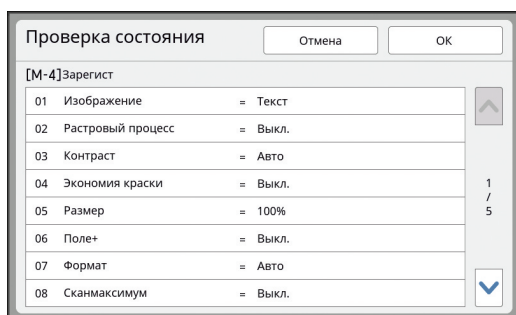 Проверка состояния Отмена OK
[M-4]Зарегист
01 Изображение = Текст
02 Растровый процесс = Выкл.
03 Контраст = Авто
04 Экономия краски = Выкл.
05 Размер = 100%
06 Поле+ = Выкл.
07 Формат = Авто
08 Сканмаксимум = Выкл.
1
/
5